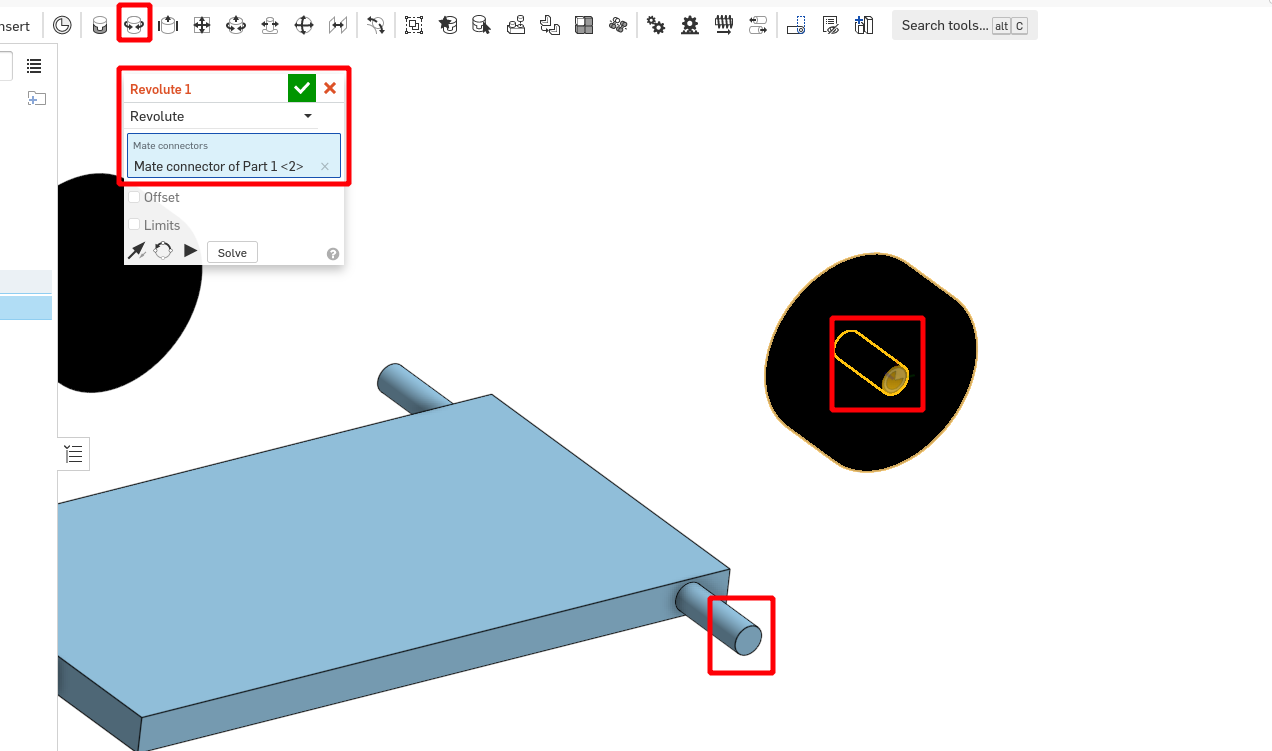 nsert
Search tools... alt C
Revolute 1
Revolute
Mate connectors
Mate connector of Part 1 <2>
Offset
Limits
Solve